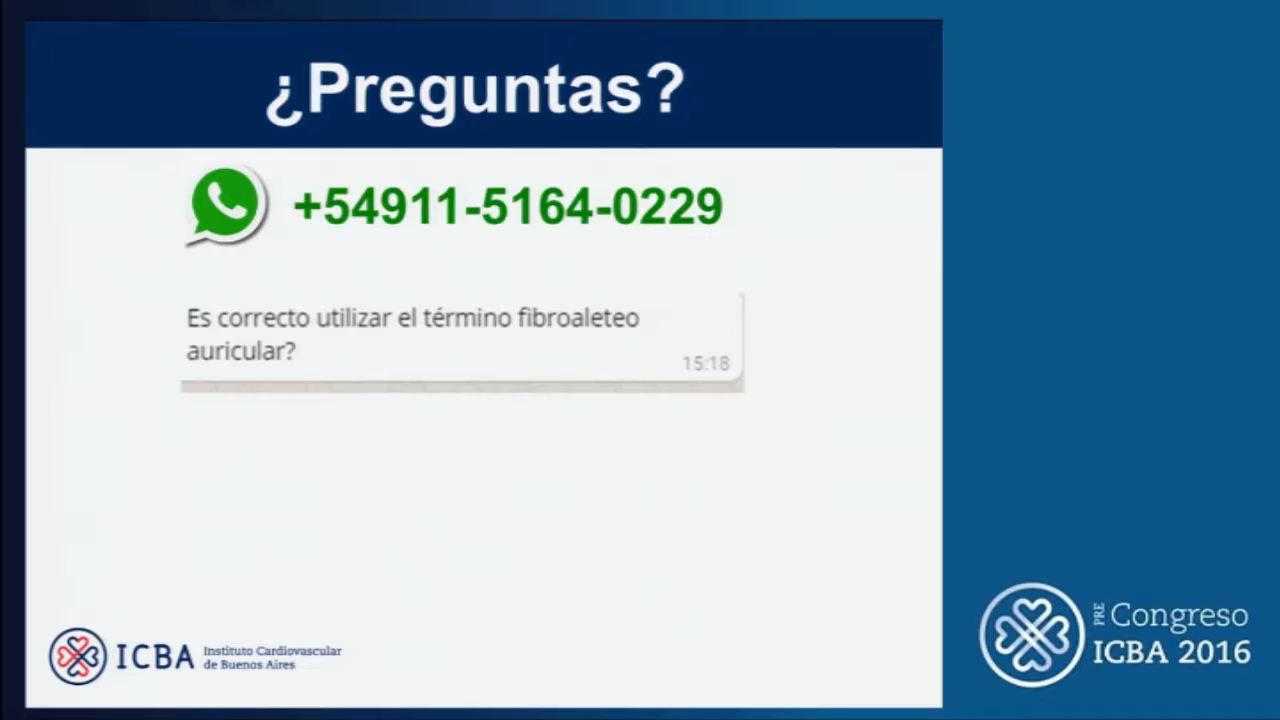 ¿Preguntas?
+54911-5164-0229
Es correcto utilizar el término fibroaleteo
auricular?
15:18
ICBA
Instituto Cardiovascular
de Buenos Aires
PRE
Congreso
ICBA 2016